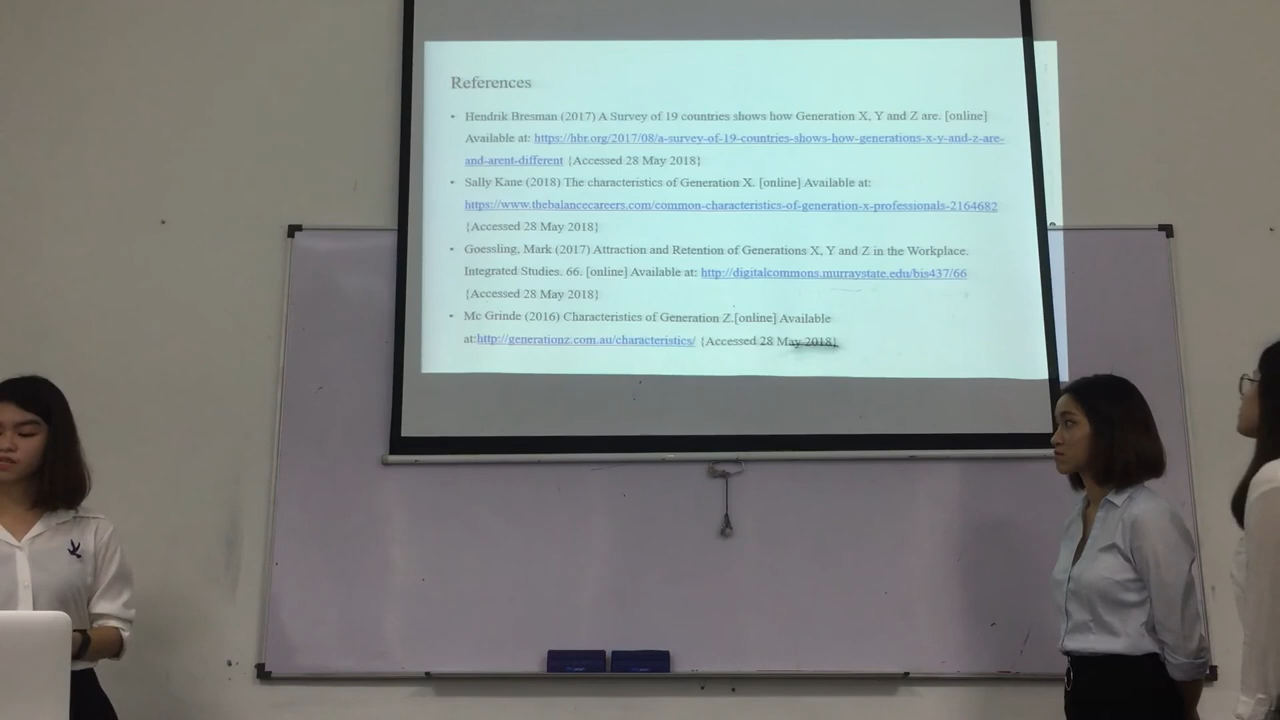 References
• Hendrik Bresman (2017) A Survey of 19 countries shows how Generation X, Y and Z are. [online]
Available at: https://hbr.org/2017/08/a-survey-of-19-countries-shows-how-generations-x-y-and-z-are-
and-arent-different {Accessed 28 May 2018}
• Sally Kane (2018) The characteristics of Generation X. [online] Available at:
https://www.thebalancecareers.com/common-characteristics-of-generation-x-professionals-2164682
{Accessed 28 May 2018}
• Goessling, Mark (2017) Attraction and Retention of Generations X, Y and Z in the Workplace.
Integrated Studies. 66. [online] Available at: http://digitalcommons.murraystate.edu/bis437/66
{Accessed 28 May 2018}
• Mc Grinde (2016) Characteristics of Generation Z.[online] Available
at:http://generationz.com.au/characteristics/ {Accessed 28 May 2018}